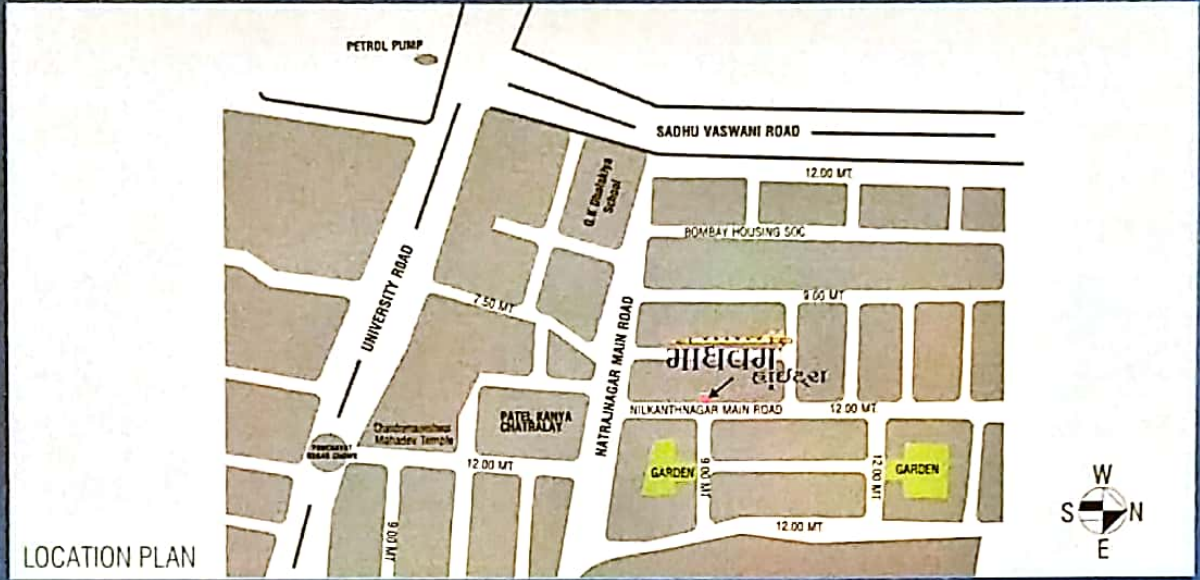 PETROL PUMP
SADHU VASWANI ROAD
12.00 MT
G.K Dholakiya
School
BOMBAY HOUSING SOC
UNIVERSITY ROAD
7.50 MT
9.00 MT
NATRAJNAGAR MAIN ROAD
NILKANTHNAGAR MAIN ROAD
12.00 MT
PATEL KANYA
CHATRALAY
Mahadev Temple
12.00 MT
GARDEN
9.00 MT
12.00 MT
GARDEN
9.00 MT
12.00 MT
LOCATION PLAN
W
S
N
E